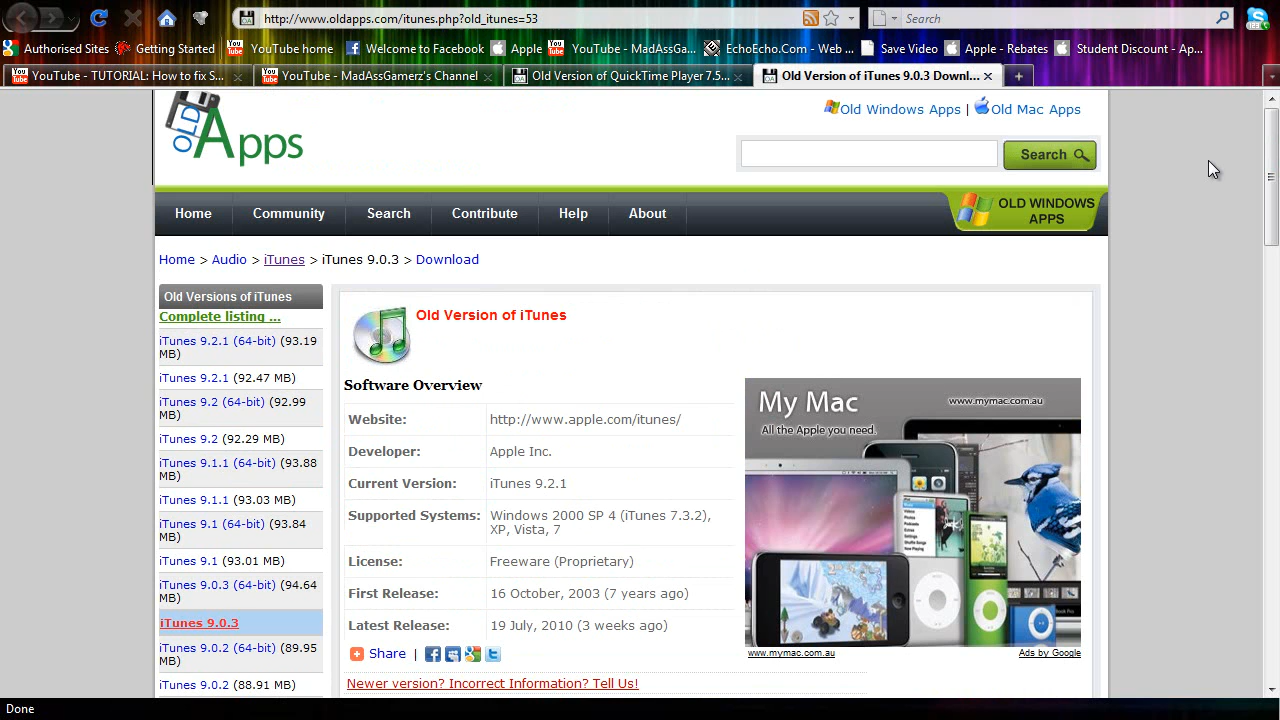 http://www.oldapps.com/itunes.php?old_itunes=53
Search
Authorised Sites
Getting Started
YouTube home
Welcome to Facebook
Apple
YouTube - MadAssGa...
EchoEcho.Com - Web ...
Save Video
Apple - Rebates
Student Discount - Ap...
YouTube - TUTORIAL: How to fix S...
YouTube - MadAssGamerz's Channel
Old Version of QuickTime Player 7.5...
Old Version of iTunes 9.0.3 Downl...
OLD Apps
Old Windows Apps | Old Mac Apps
Search
Home
Community
Search
Contribute
Help
About
OLD WINDOWS
APPS
Home > Audio > iTunes > iTunes 9.0.3 > Download
Old Versions of iTunes
Complete listing ...
iTunes 9.2.1 (64-bit) (93.19
MB)
iTunes 9.2.1 (92.47 MB)
iTunes 9.2 (64-bit) (92.99
MB)
iTunes 9.2 (92.29 MB)
iTunes 9.1.1 (64-bit) (93.88
MB)
iTunes 9.1.1 (93.03 MB)
iTunes 9.1 (64-bit) (93.84
MB)
iTunes 9.1 (93.01 MB)
iTunes 9.0.3 (64-bit) (94.64
MB)
iTunes 9.0.3
iTunes 9.0.2 (64-bit) (89.95
MB)
iTunes 9.0.2 (88.91 MB)
Old Version of iTunes
Software Overview
Website: http://www.apple.com/itunes/
Developer: Apple Inc.
Current Version: iTunes 9.2.1
Supported Systems: Windows 2000 SP 4 (iTunes 7.3.2),
XP, Vista, 7
License: Freeware (Proprietary)
First Release: 16 October, 2003 (7 years ago)
Latest Release: 19 July, 2010 (3 weeks ago)
Share |
Newer version? Incorrect Information? Tell Us!
My Mac
www.mymac.com.au
All the Apple you need.
www.mymac.com.au
Ads by Google
Done